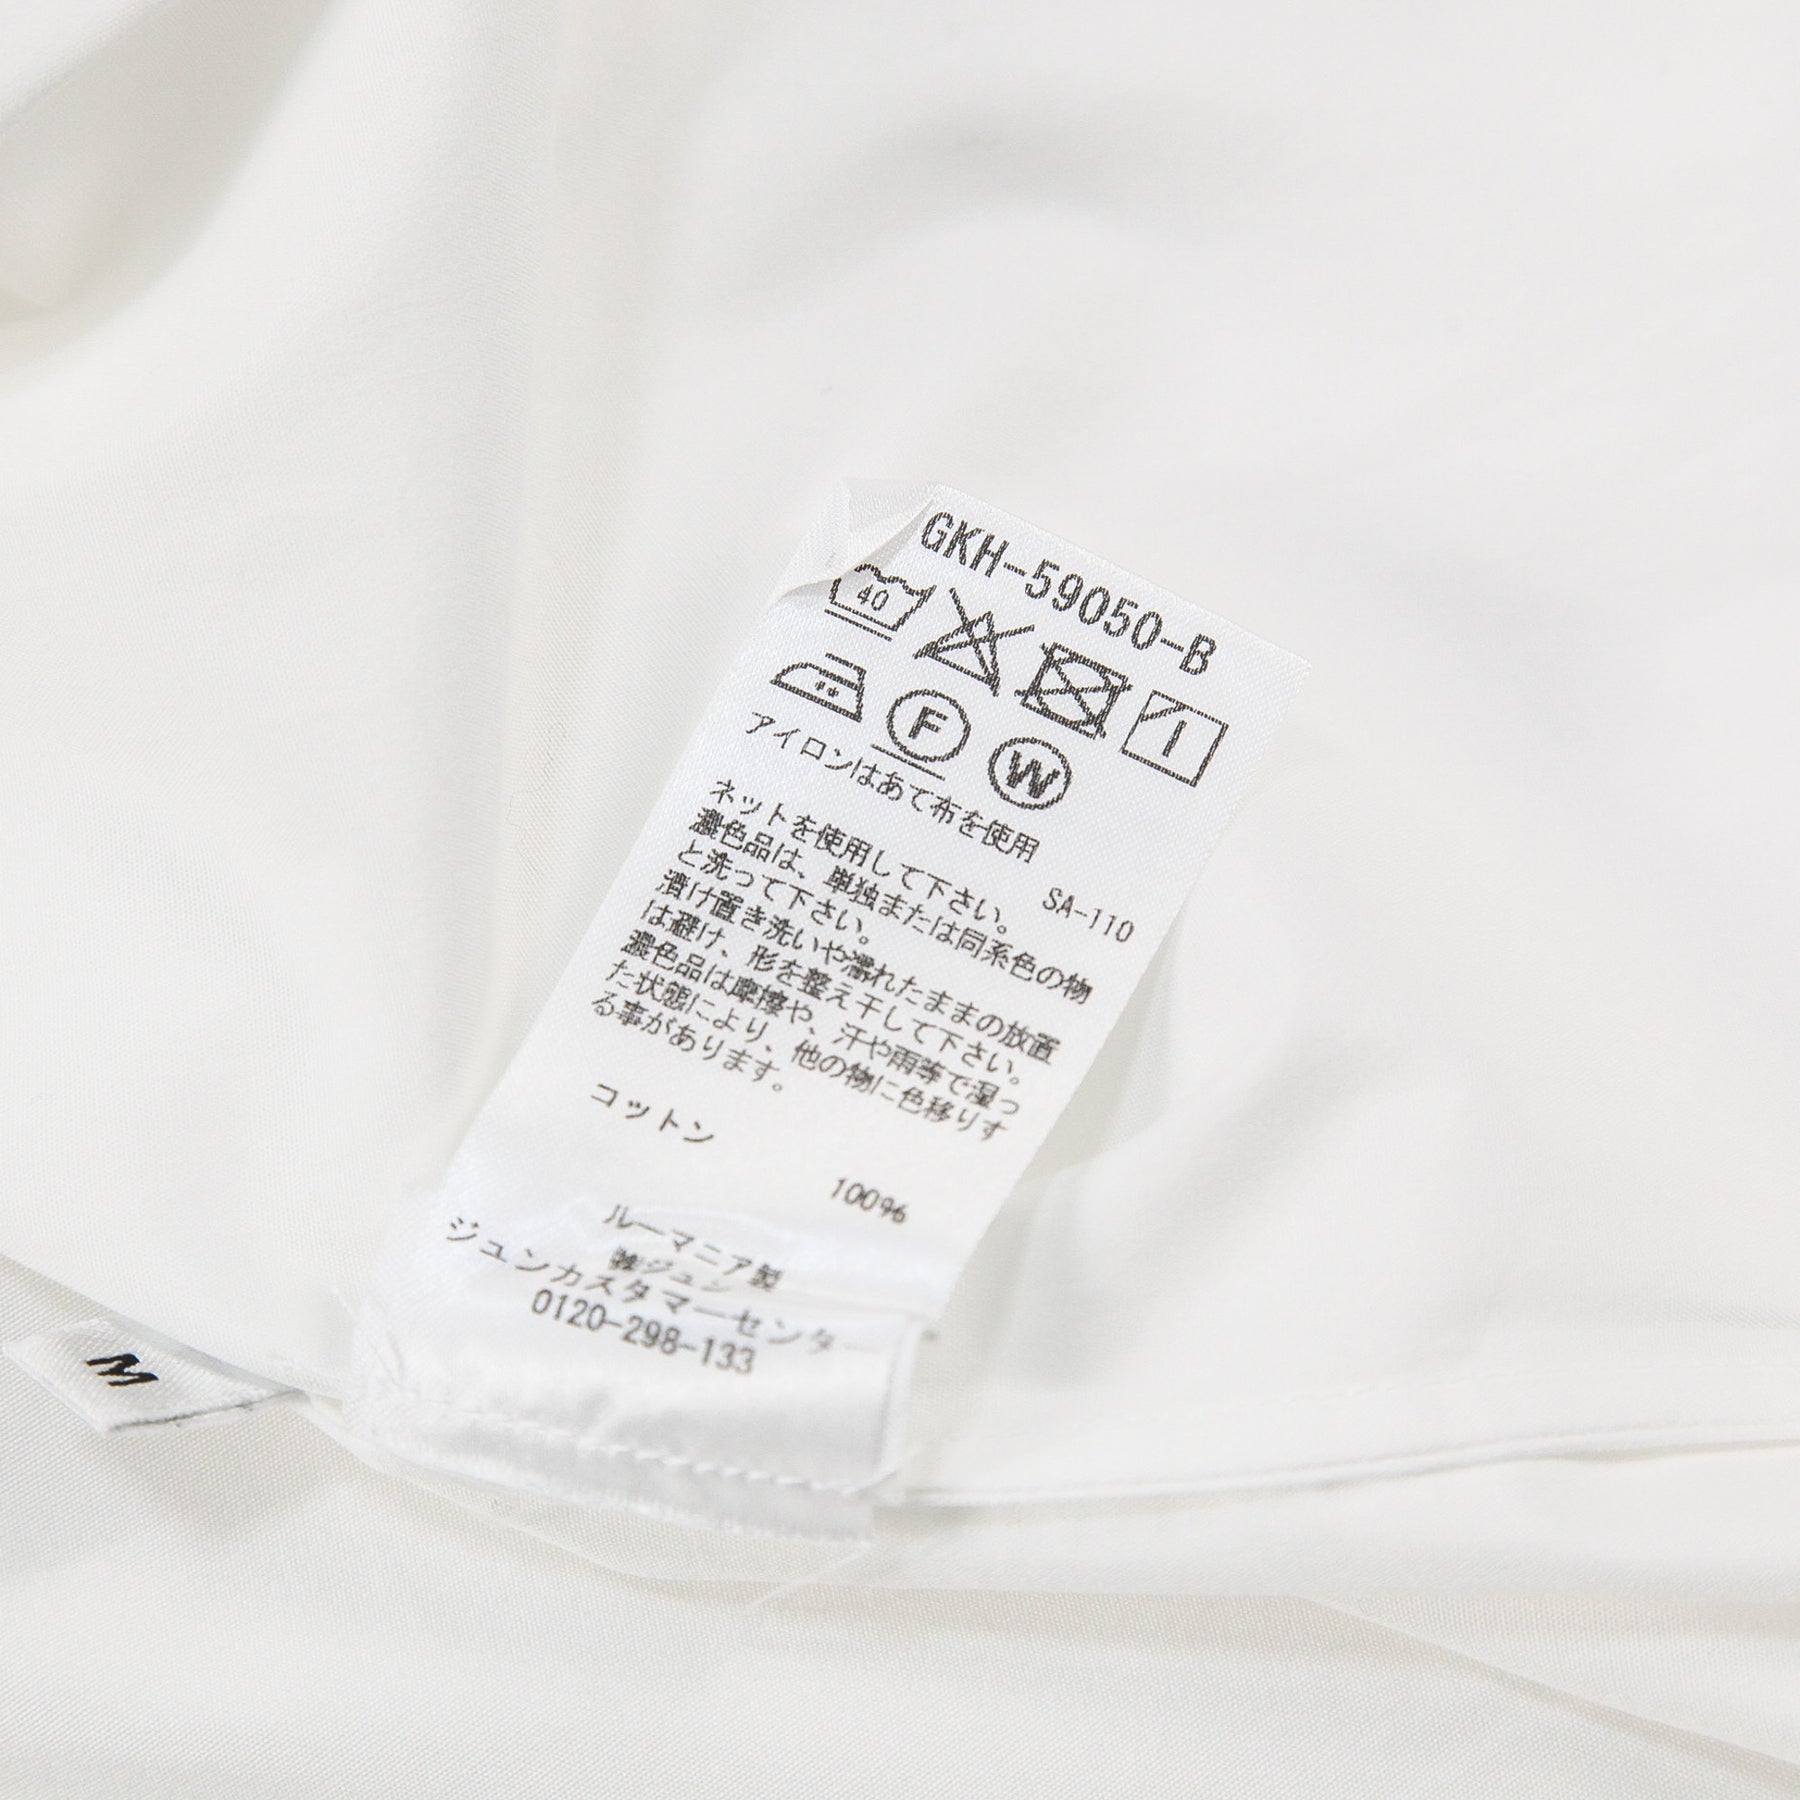 GKH-59050-B
40
F
W
アイロンはあて布を使用
SA-110
ネットを使用して下さい。
濃色品は、単独または同系色の物
と洗って下さい。
漬け置き洗いや濡れたままの放置
は避け、形を整え干して下さい。
濃色品は摩擦や、汗や雨等で湿っ
た状態により、他の物に色移りす
る事があります。
コットン 100%
ルーマニア製
㈱ジュン
ジュンカスタマーセンター
0120-298-133
M